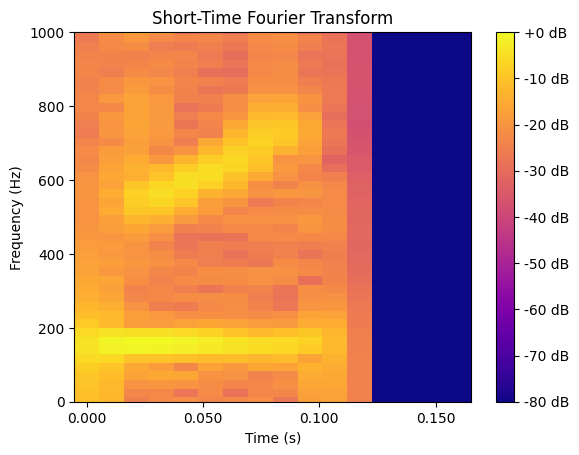 Short-Time Fourier Transform
1000
800
600
400
200
0
Frequency (Hz)
0.000
0.050
0.100
0.150
Time (s)
+0 dB
-10 dB
-20 dB
-30 dB
-40 dB
-50 dB
-60 dB
-70 dB
-80 dB